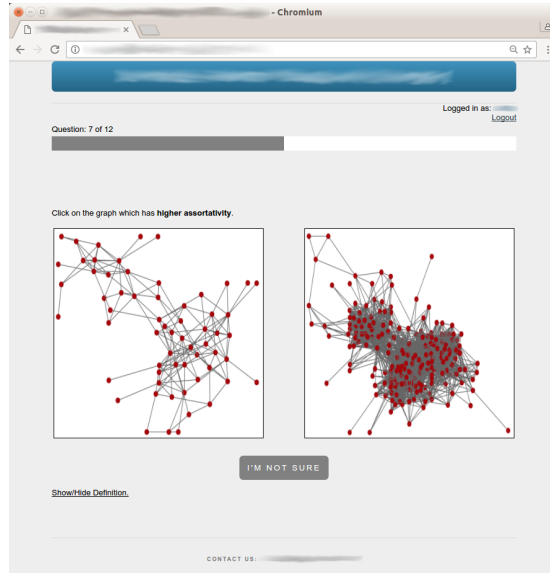 - Chromium
Logged in as:
Logout
Question: 7 of 12
Click on the graph which has higher assortativity.
I'M NOT SURE
Show/Hide Definition.
CONTACT US: